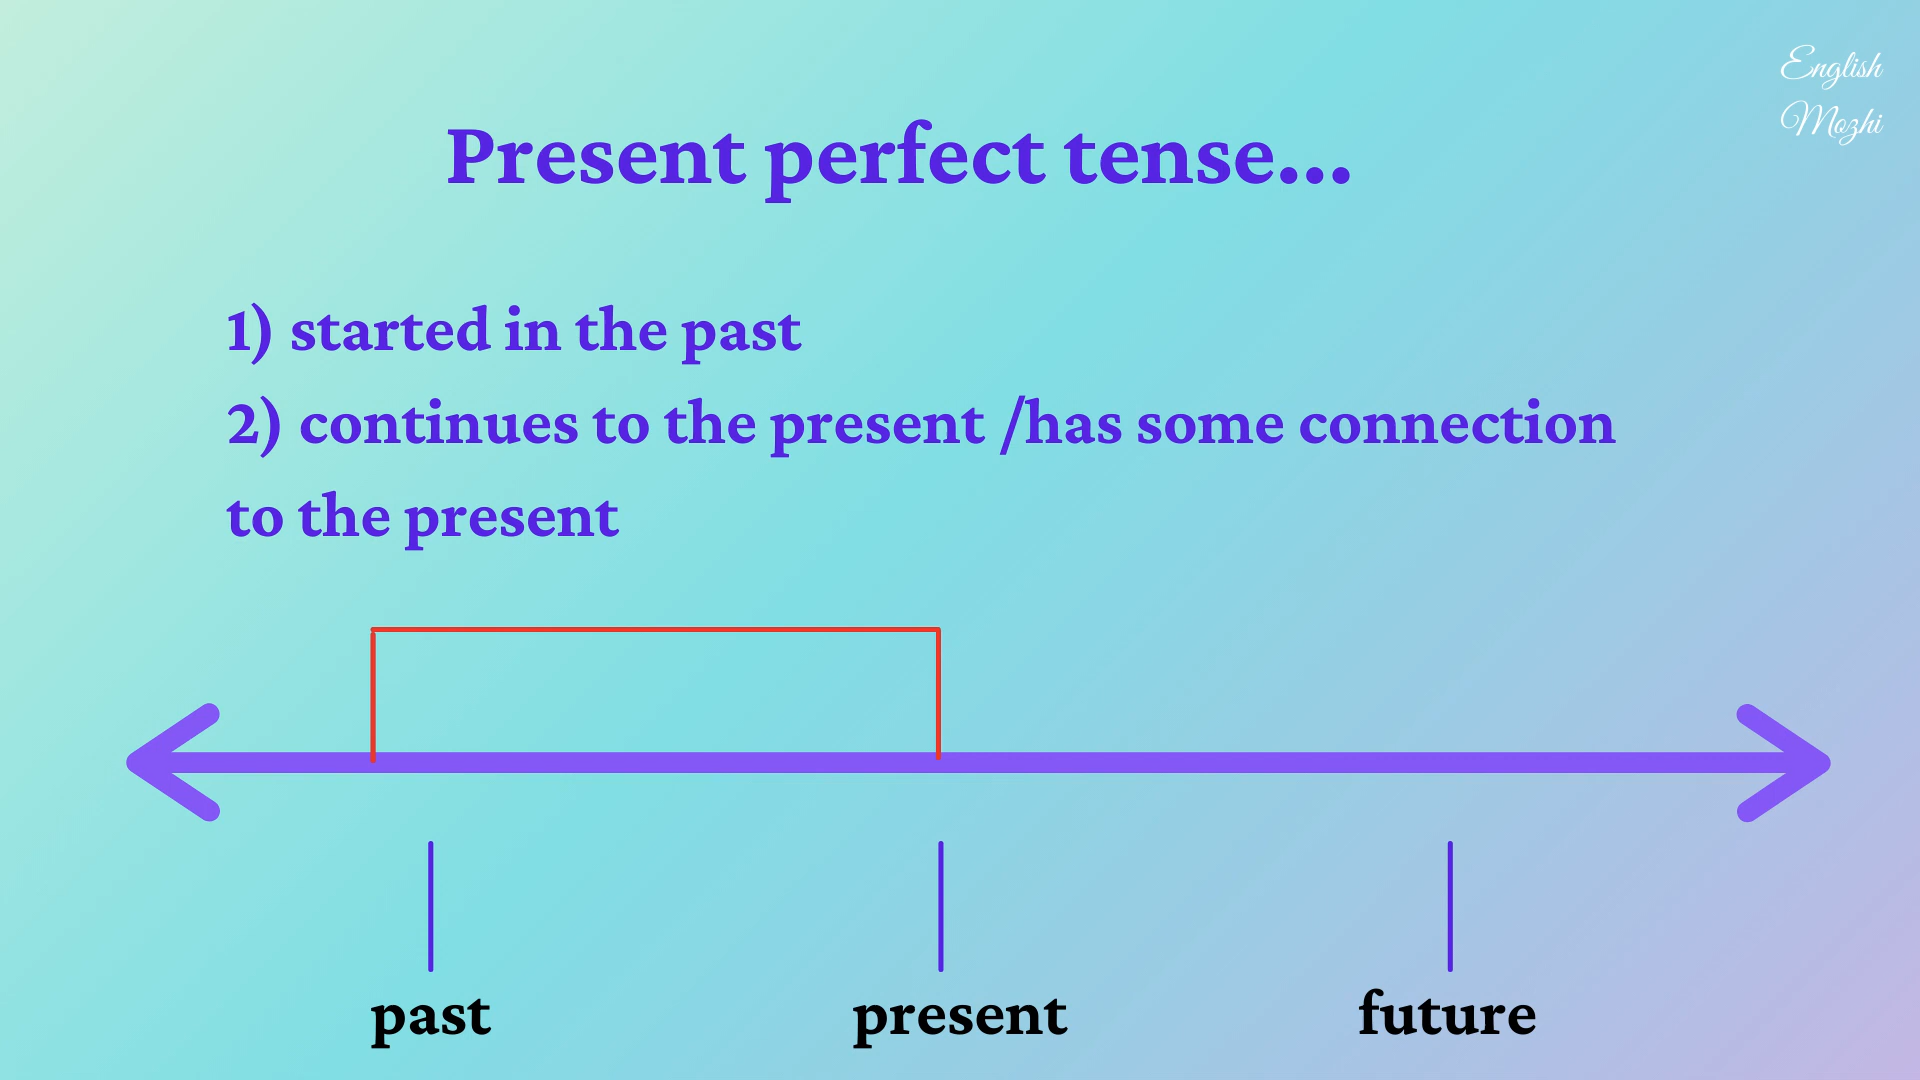 English
Mozhi
Present perfect tense...
1) started in the past
2) continues to the present /has some connection
to the present
past present future